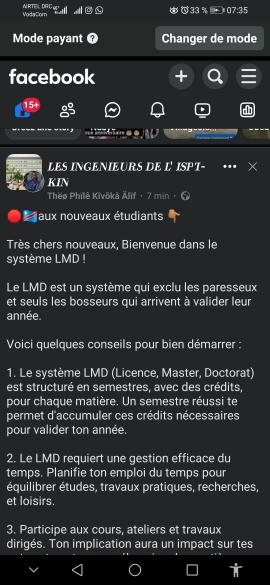 AIRTEL DRC
VodaCom
33 %
07:35
Mode payant ?
Changer de mode
facebook
15+
LES INGENIEURS DE L' ISPT-
KIN
Théø Phïlè Kïvökà Älïf · 7 min ·
🔴🇨🇩aux nouveaux étudiants 👇🏾
Très chers nouveaux, Bienvenue dans le
système LMD !
Le LMD est un système qui exclu les paresseux
et seuls les bosseurs qui arrivent à valider leur
année.
Voici quelques conseils pour bien démarrer :
1. Le système LMD (Licence, Master, Doctorat)
est structuré en semestres, avec des crédits,
pour chaque matière. Un semestre réussi te
permet d'accumuler ces crédits nécessaires
pour valider ton année.
2. Le LMD requiert une gestion efficace du
temps. Planifie ton emploi du temps pour
équilibrer études, travaux pratiques, recherches,
et loisirs.
3. Participe aux cours, ateliers et travaux
dirigés. Ton implication aura un impact sur tes